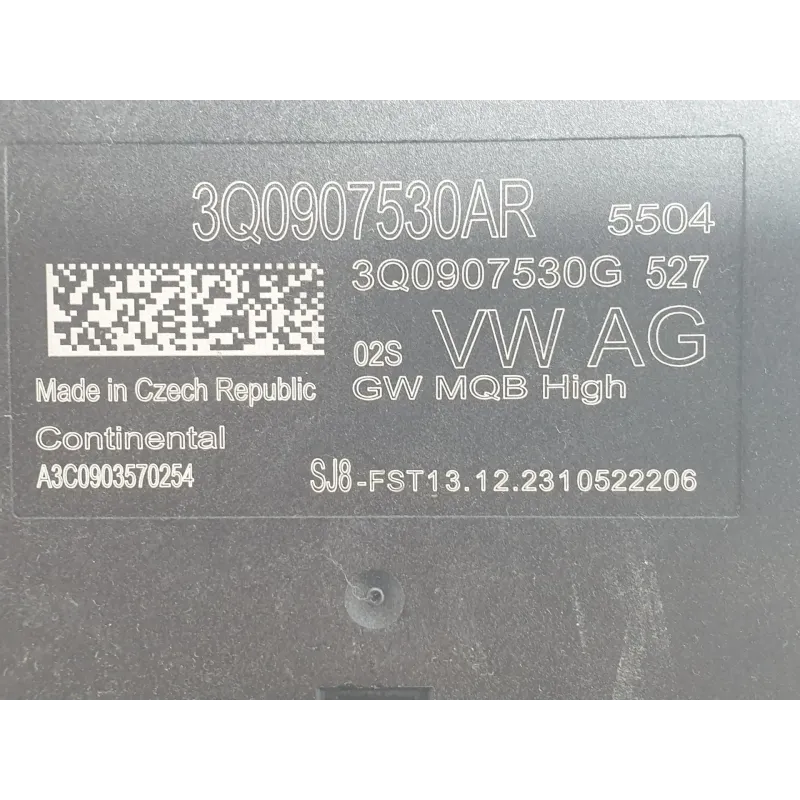 3Q0907530AR 5504
3Q0907530G 527
02S VW AG
Made in Czech Republic GW MQB High
Continental
A3C0903570254 SJ8-FST13.12.2310522206